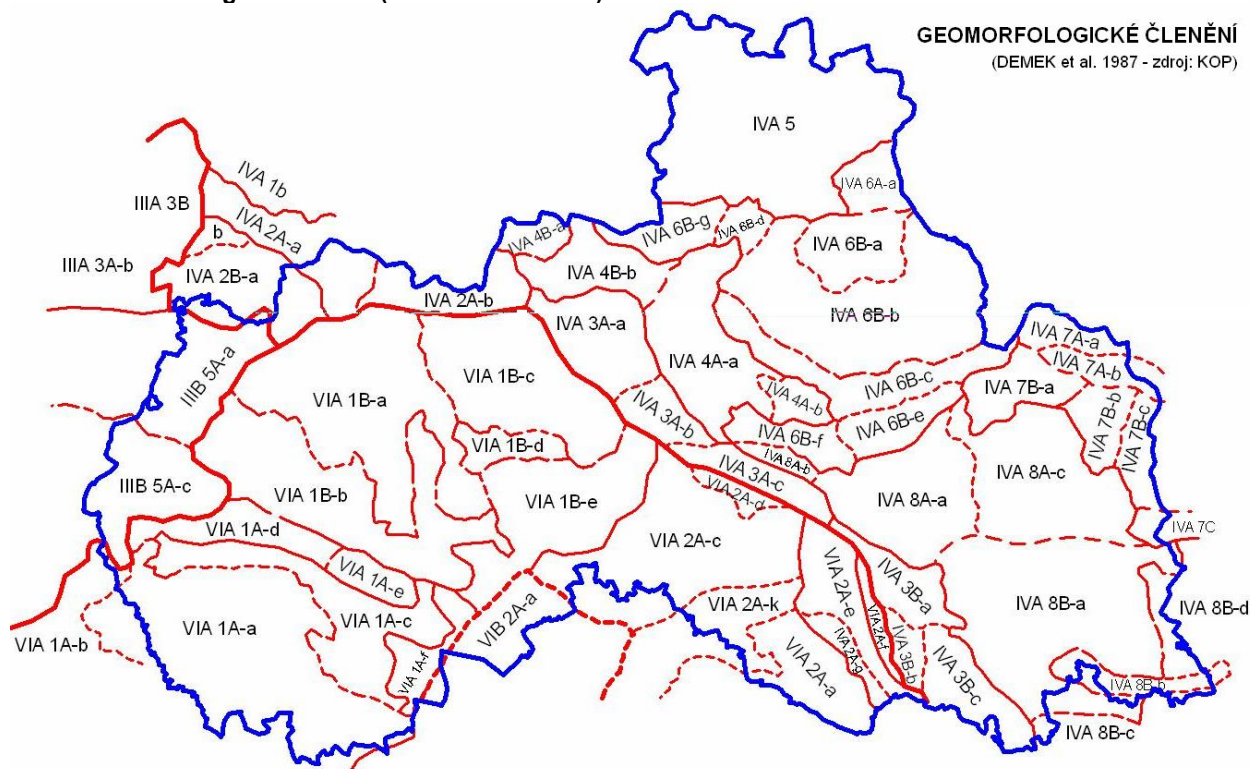 GEOMORFOLOGICKÉ ČLENĚNÍ
(DEMEK et al. 1987 - zdroj: KOP)
IVA 5
IVA 1b
IVA 6A-a
IIIA 3B
IVA 2A-a
IVA 6B-g
IVA 6B-d
b
IVA 4B-a
IVA 6B-a
IIIA 3A-b
IVA 2B-a
IVA 4B-b
IVA 2A-b
IVA 6B-b
IVA 3A-a
IVA 7A-a
IIIB 5A-a
IVA 4A-a
IVA 7A-b
VIA 1B-c
IVA 6B-c
IVA 7B-a
VIA 1B-a
IVA 4A-b
IVA 7B-b
IVA 7B-c
IVA 3A-b
IVA 6B-f
IVA 6B-e
VIA 1B-d
IVA 8A-b
IIIB 5A-c
VIA 1B-b
IVA 3A-c
IVA 8A-c
VIA 2A-d
VIA 1B-e
IVA 8A-a
VIA 1A-d
IVA 7C
VIA 2A-c
VIA 1A-e
IVA 3B-a
VIA 2A-e
VIB 2A-a
VIA 2A-k
IVA 8B-a
IVA 8B-d
VIA 1A-c
VIA 1A-a
VIA 2A-f
VIA 1A-b
VIA 1A-f
VIA 2A-a
IVA 2A-g
IVA 3B-b
IVA 3B-c
IVA 8B-b
IVA 8B-c